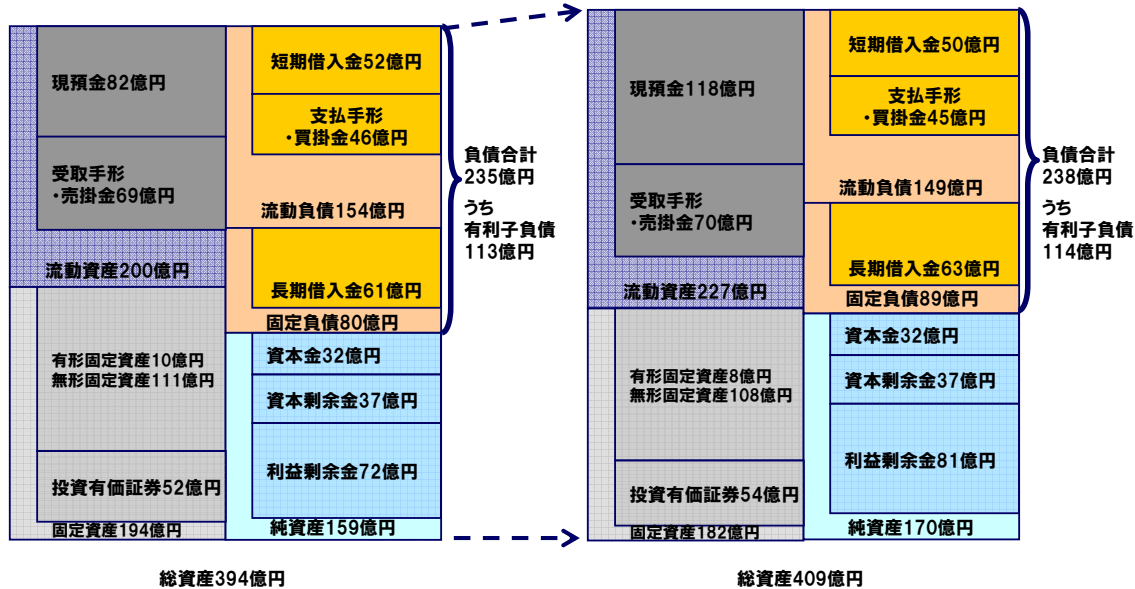 現預金82億円
受取手形
・売掛金69億円
流動資産200億円
有形固定資産10億円
無形固定資産111億円
投資有価証券52億円
固定資産194億円
短期借入金52億円
支払手形
・買掛金46億円
流動負債154億円
長期借入金61億円
固定負債80億円
資本金32億円
資本剰余金37億円
利益剰余金72億円
純資産159億円
負債合計
235億円
うち
有利子負債
113億円
総資産394億円
現預金118億円
受取手形
・売掛金70億円
流動資産227億円
有形固定資産8億円
無形固定資産108億円
投資有価証券54億円
固定資産182億円
短期借入金50億円
支払手形
・買掛金45億円
流動負債149億円
長期借入金63億円
固定負債89億円
資本金32億円
資本剰余金37億円
利益剰余金81億円
純資産170億円
負債合計
238億円
うち
有利子負債
114億円
総資産409億円